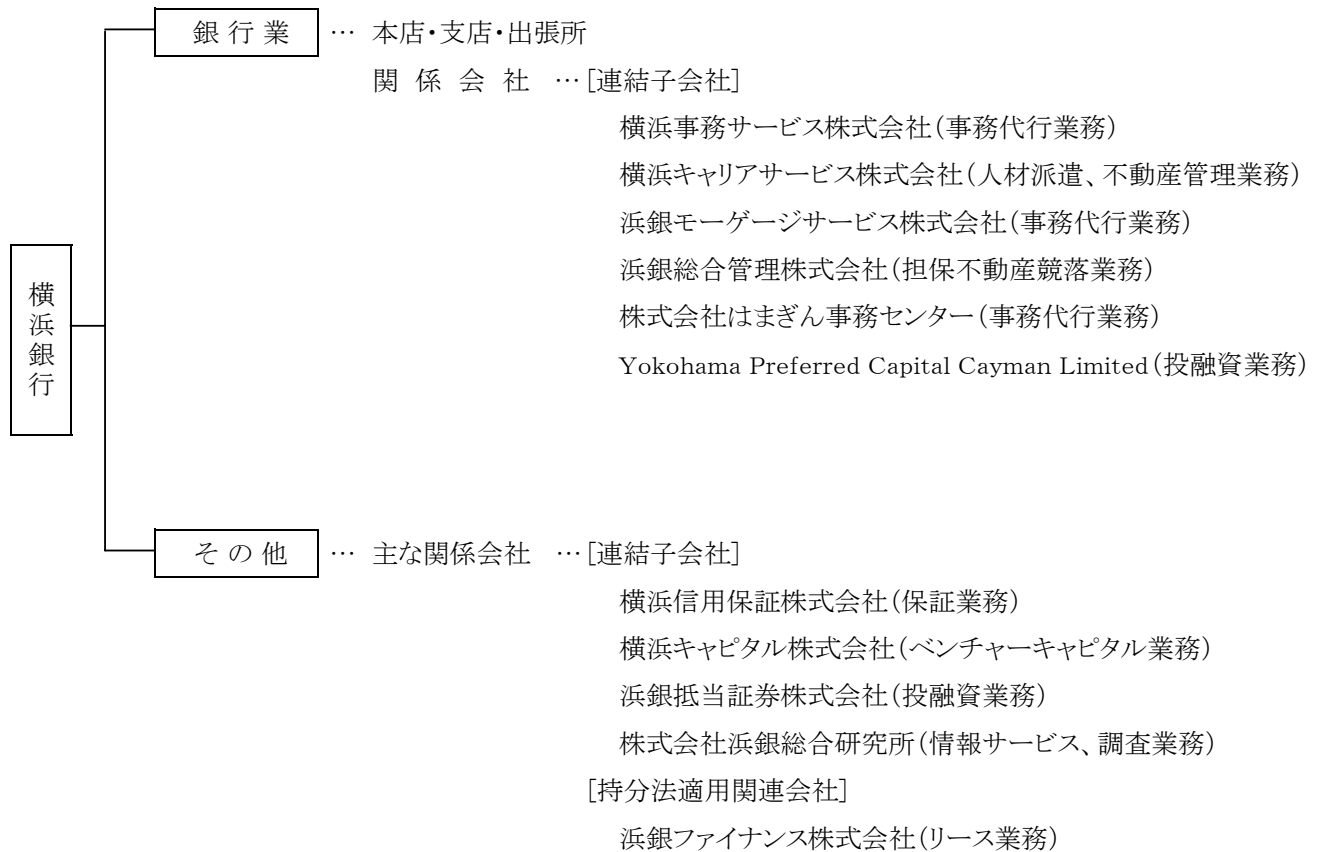 銀行業 … 本店・支店・出張所
関係会社 …[連結子会社]
横浜事務サービス株式会社(事務代行業務)
横浜キャリアサービス株式会社(人材派遣、不動産管理業務)
浜銀モーゲージサービス株式会社(事務代行業務)
浜銀総合管理株式会社(担保不動産競落業務)
株式会社はまぎん事務センター(事務代行業務)
Yokohama Preferred Capital Cayman Limited(投融資業務)
横浜銀行
その他 … 主な関係会社 …[連結子会社]
横浜信用保証株式会社(保証業務)
横浜キャピタル株式会社(ベンチャーキャピタル業務)
浜銀抵当証券株式会社(投融資業務)
株式会社浜銀総合研究所(情報サービス、調査業務)
[持分法適用関連会社]
浜銀ファイナンス株式会社(リース業務)